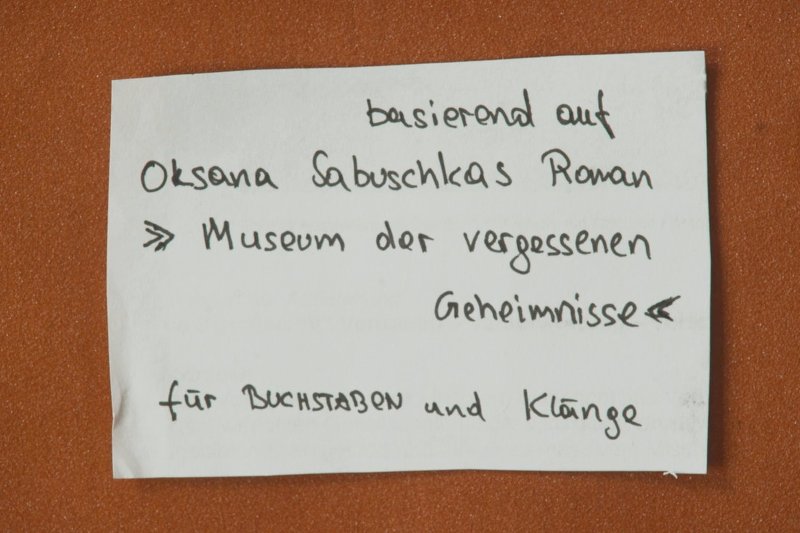 basierend auf
Oksana Sabuschkas Roman
» Museum der vergessenen
Geheimnisse «
für BUCHSTABEN und Klänge